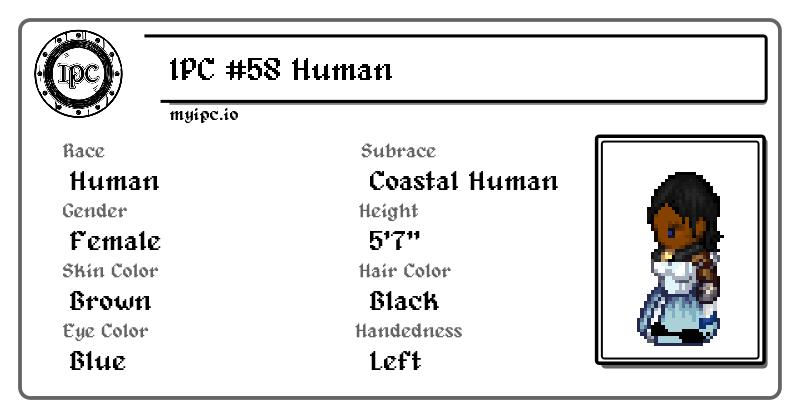 IPC
IPC #58 Human
myipc.io
Race
Human
Subrace
Coastal Human
Gender
Female
Height
5'7"
Skin Color
Brown
Hair Color
Black
Eye Color
Blue
Handedness
Left